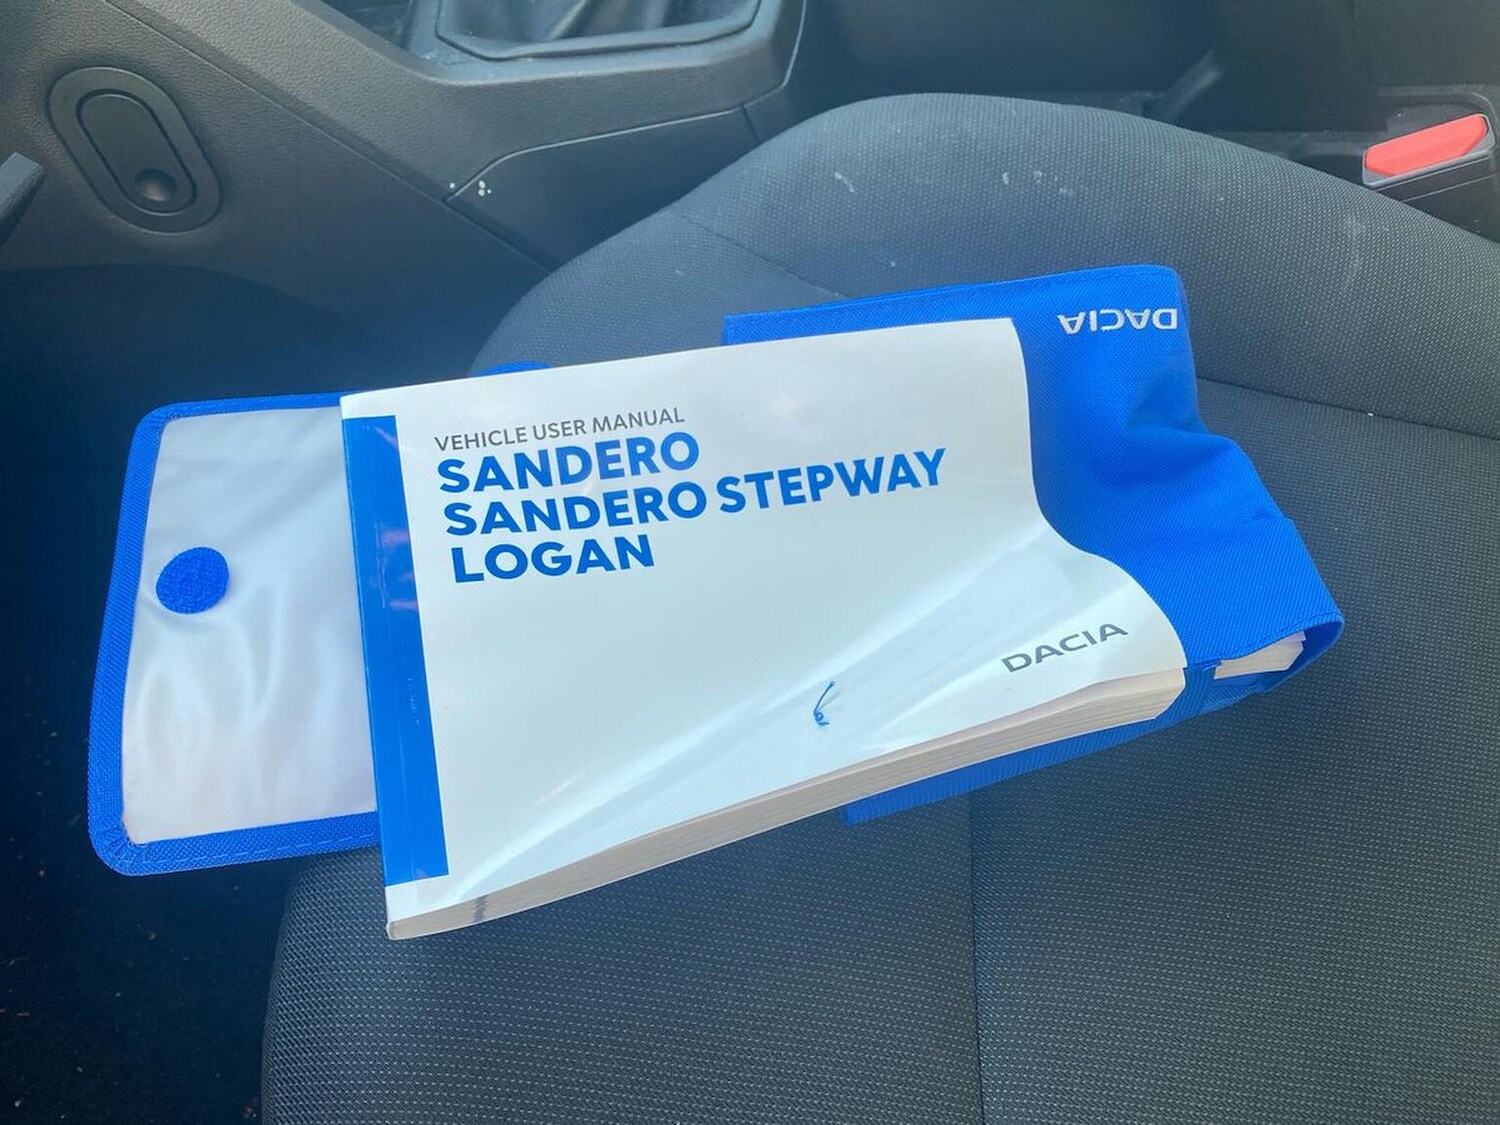 DACIA
VEHICLE USER MANUAL
SANDERO
SANDERO STEPWAY
LOGAN
DACIA